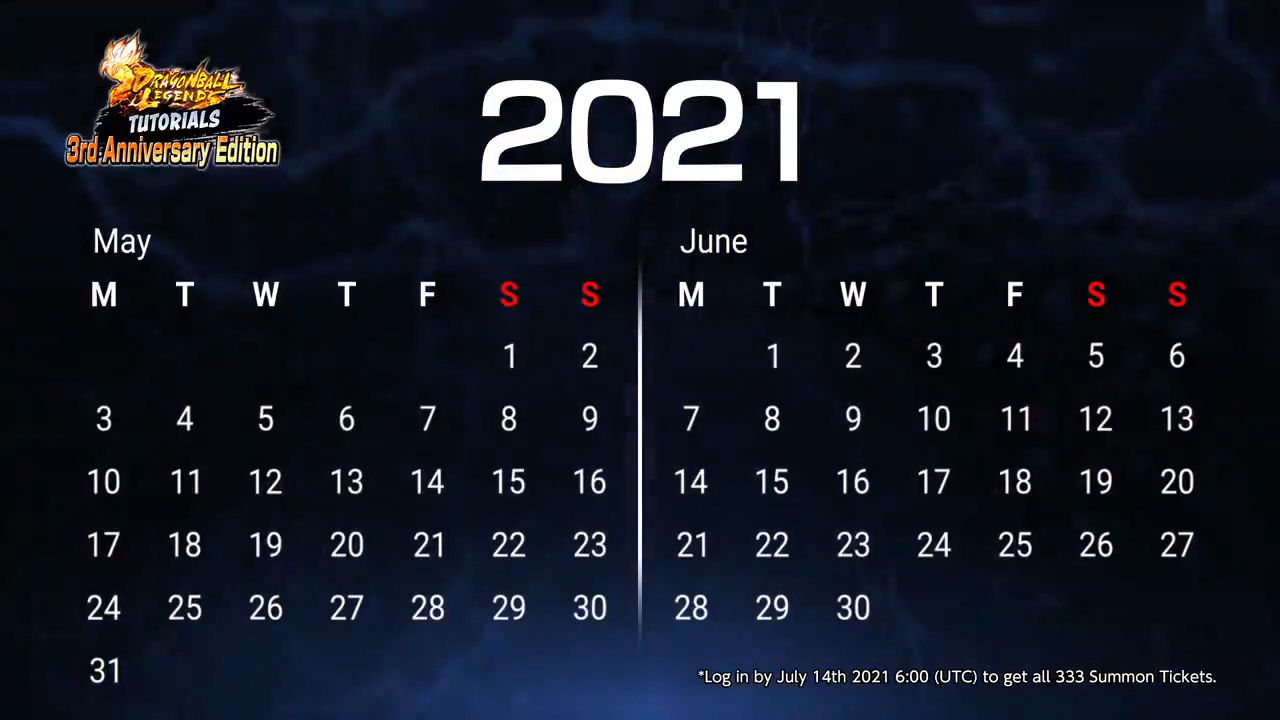 DRAGONBALL
LEGENDS
TUTORIALS
3rd Anniversary Edition
2021
May
M T W T F S S
1 2
3 4 5 6 7 8 9
10 11 12 13 14 15 16
17 18 19 20 21 22 23
24 25 26 27 28 29 30
31
June
M T W T F S S
1 2 3 4 5 6
7 8 9 10 11 12 13
14 15 16 17 18 19 20
21 22 23 24 25 26 27
28 29 30
*Log in by July 14th 2021 6:00 (UTC) to get all 333 Summon Tickets.